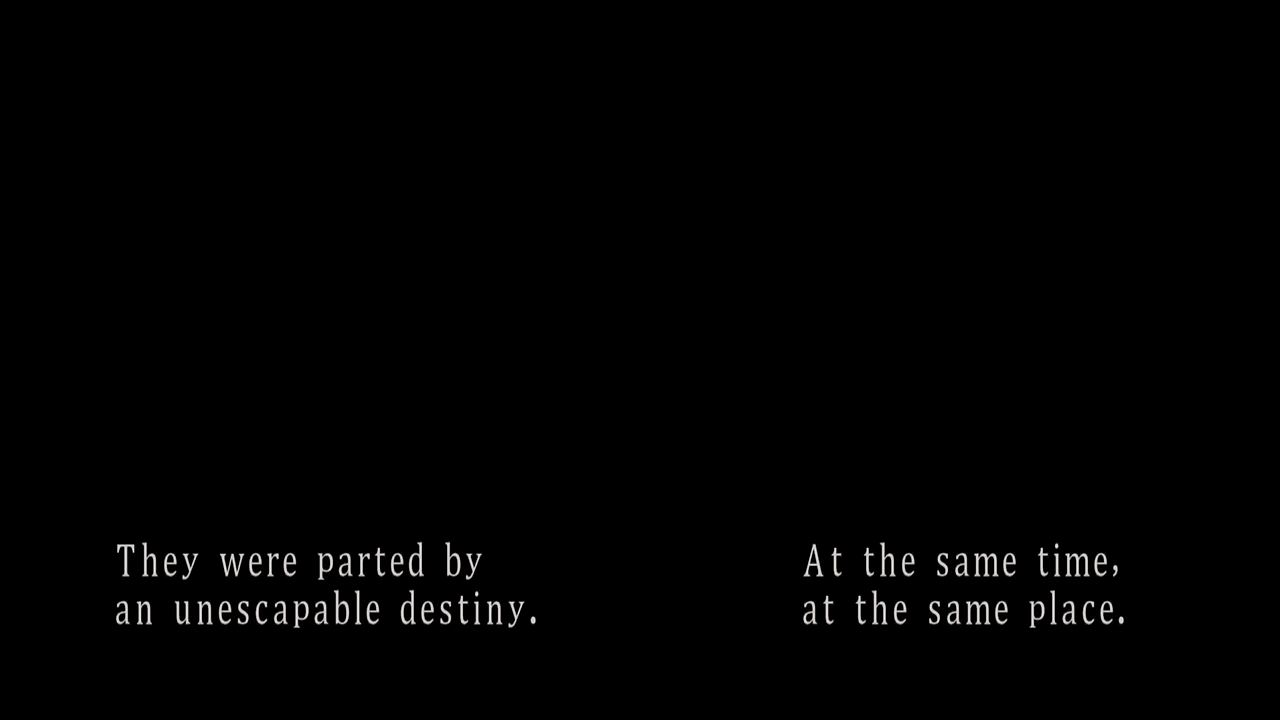 They were parted by
an unescapable destiny.
At the same time,
at the same place.